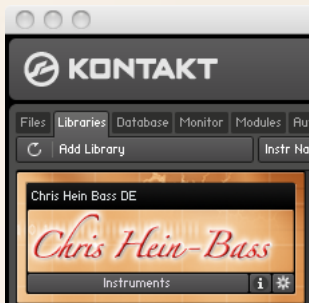 KONTAKT
Files Libraries Database Monitor Modules Au
Add Library Instr Na
Chris Hein Bass DE
Chris Hein-Bass
Instruments i